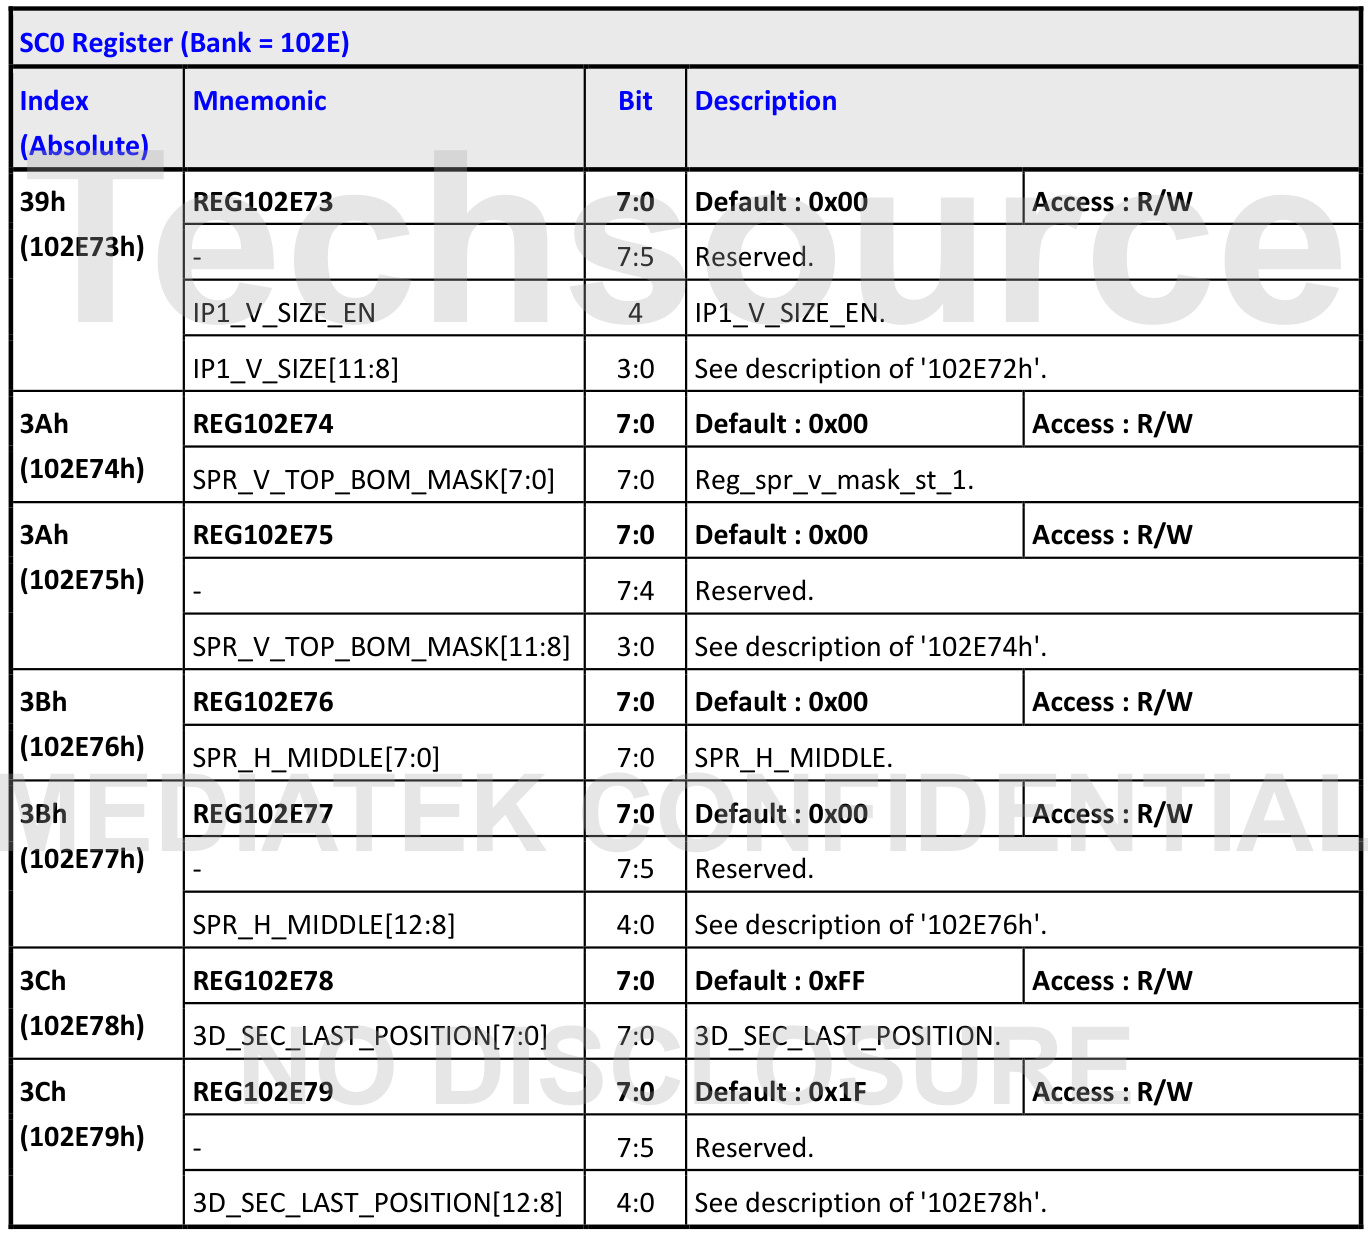 SC0 Register (Bank = 102E)
Index (Absolute) Mnemonic Bit Description
39h (102E73h) REG102E73 7:0 Default : 0x00 Access : R/W
- 7:5 Reserved.
IP1_V_SIZE_EN 4 IP1_V_SIZE_EN.
IP1_V_SIZE[11:8] 3:0 See description of '102E72h'.
3Ah (102E74h) REG102E74 7:0 Default : 0x00 Access : R/W
SPR_V_TOP_BOM_MASK[7:0] 7:0 Reg_spr_v_mask_st_1.
3Ah (102E75h) REG102E75 7:0 Default : 0x00 Access : R/W
- 7:4 Reserved.
SPR_V_TOP_BOM_MASK[11:8] 3:0 See description of '102E74h'.
3Bh (102E76h) REG102E76 7:0 Default : 0x00 Access : R/W
SPR_H_MIDDLE[7:0] 7:0 SPR_H_MIDDLE.
3Bh (102E77h) REG102E77 7:0 Default : 0x00 Access : R/W
- 7:5 Reserved.
SPR_H_MIDDLE[12:8] 4:0 See description of '102E76h'.
3Ch (102E78h) REG102E78 7:0 Default : 0xFF Access : R/W
3D_SEC_LAST_POSITION[7:0] 7:0 3D_SEC_LAST_POSITION.
3Ch (102E79h) REG102E79 7:0 Default : 0x1F Access : R/W
- 7:5 Reserved.
3D_SEC_LAST_POSITION[12:8] 4:0 See description of '102E78h'.
Techsource
MEDIATEK CONFIDENTIAL
NO DISCLOSURE